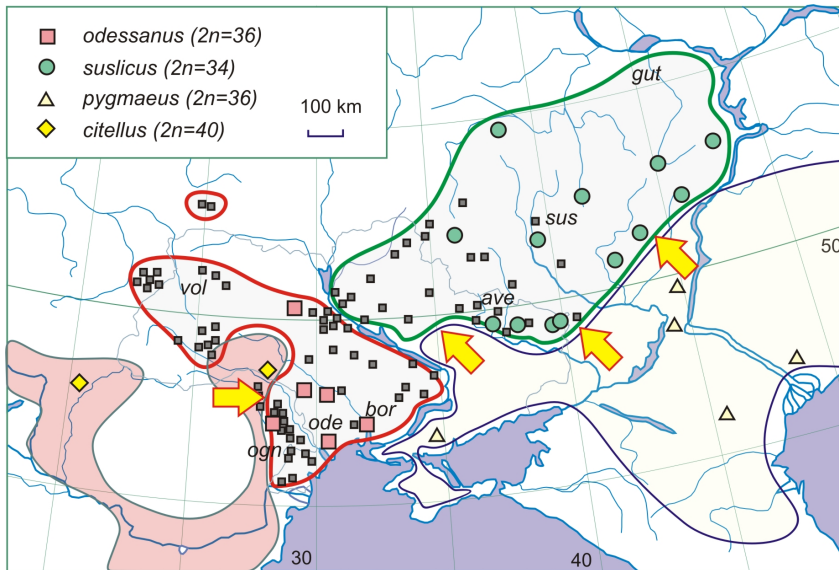 odessanus (2n=36)
suslicus (2n=34)
pygmaeus (2n=36)
citellus (2n=40)
100 km
gut
sus
50
vol
ave
bor
ode
ogn
30
40